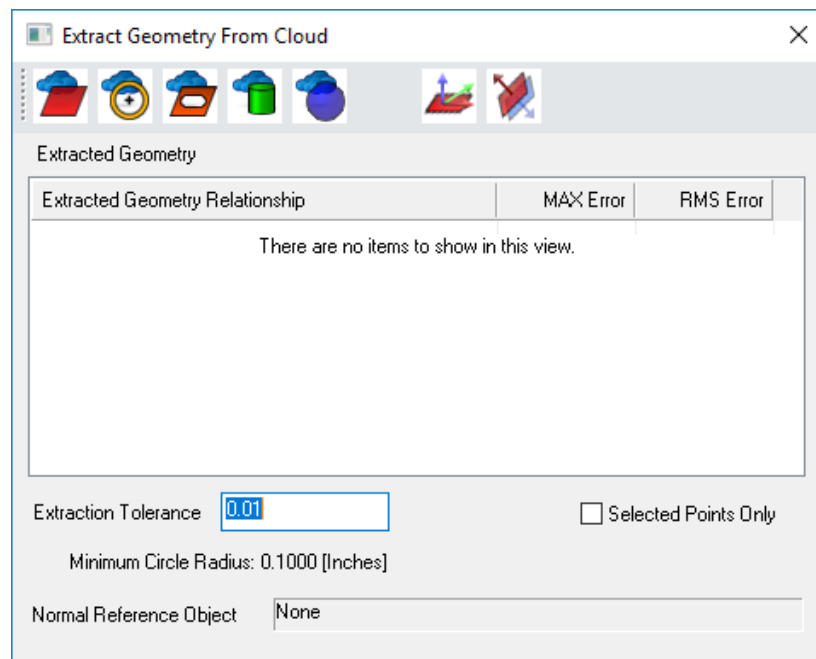 Extract Geometry From Cloud
Extracted Geometry
Extracted Geometry Relationship MAX Error RMS Error
There are no items to show in this view.
Extraction Tolerance 0.01 Selected Points Only
Minimum Circle Radius: 0.1000 [Inches]
Normal Reference Object None